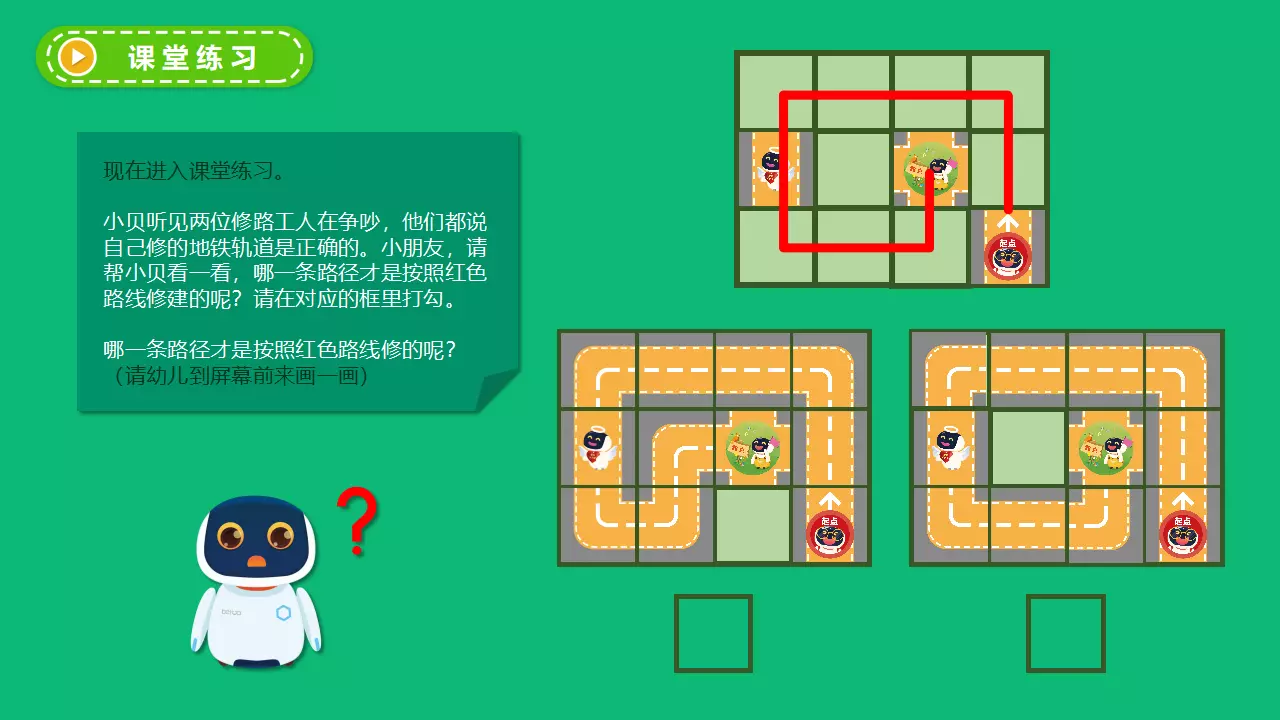 课堂练习
现在进入课堂练习。
小贝听见两位修路工人在争吵，他们都说
自己修的地铁轨道是正确的。小朋友，请
帮小贝看一看，哪一条路径才是按照红色
路线修建的呢？请在对应的框里打勾。
哪一条路径才是按照红色路线修的呢？
（请幼儿到屏幕前来画一画）
起点
起点
起点
?